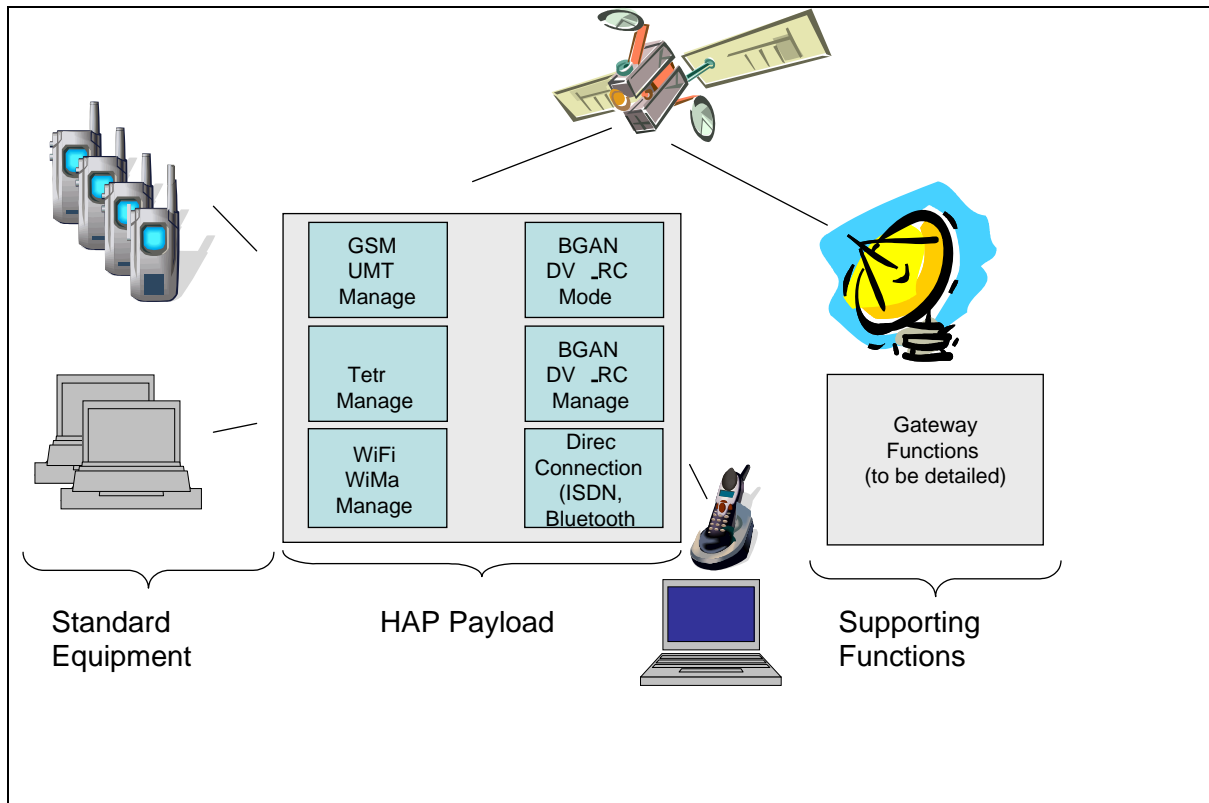 GSM
UMT
Manage
BGAN
DV _RC
Mode
Tetr
Manage
BGAN
DV _RC
Manage
WiFi
WiMa
Manage
Direc
Connection
(ISDN,
Bluetooth
Gateway
Functions
(to be detailed)
Standard
Equipment
HAP Payload
Supporting
Functions